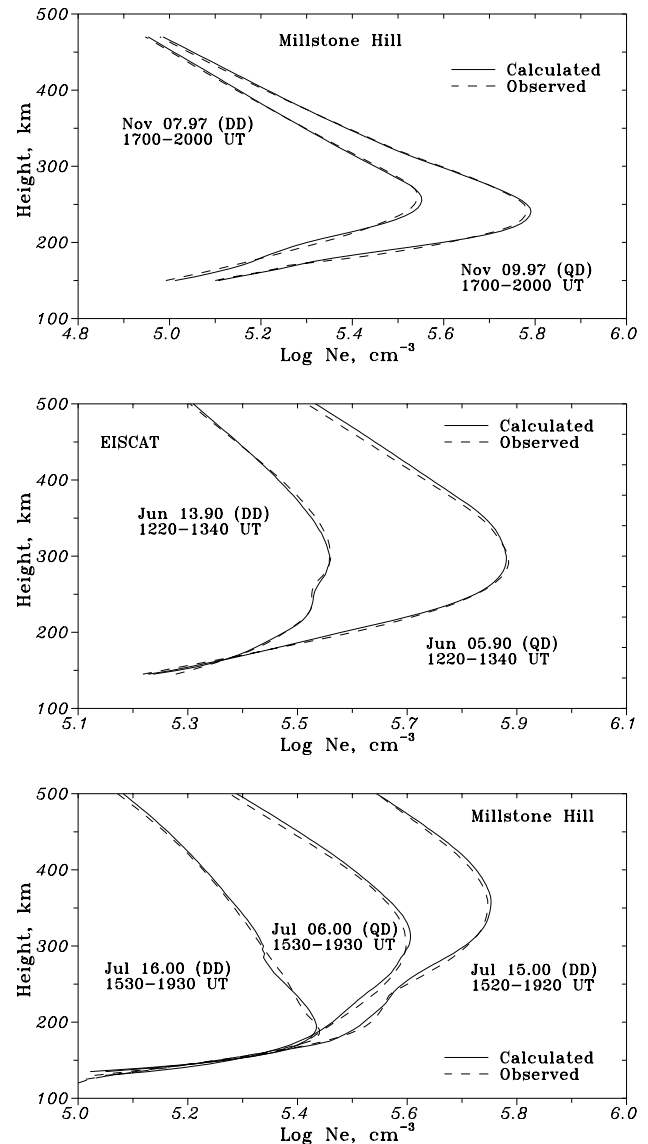 500
Millstone Hill
Calculated
Observed
400
Nov 07.97 (DD)
1700−2000 UT
Height, km
300
200
Nov 09.97 (QD)
1700−2000 UT
100
4.8 5.0 5.2 5.4 5.6 5.8 6.0
Log Ne, cm⁻³
500
Calculated
Observed
EISCAT
400
Jun 13.90 (DD)
1220−1340 UT
Height, km
300
200
Jun 05.90 (QD)
1220−1340 UT
100
5.1 5.3 5.5 5.7 5.9 6.1
Log Ne, cm⁻³
500
Millstone Hill
400
Jul 06.00 (QD)
1530−1930 UT
Height, km
300
Jul 16.00 (DD)
1530−1930 UT
Jul 15.00 (DD)
1520−1920 UT
200
Calculated
Observed
100
5.0 5.2 5.4 5.6 5.8 6.0
Log Ne, cm⁻³